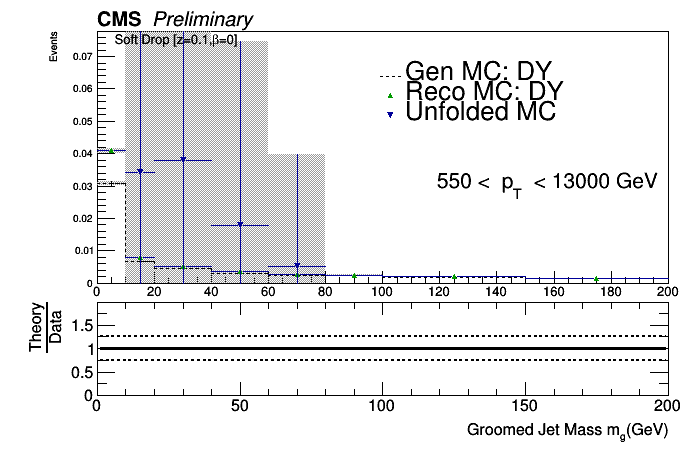 CMS Preliminary
Events
Soft Drop [z=0.1,β=0]
Gen MC: DY
Reco MC: DY
Unfolded MC
550 < pT < 13000 GeV
0.07
0.06
0.05
0.04
0.03
0.02
0.01
0
0 20 40 60 80 100 120 140 160 180 200
Theory
Data
1.5
1
0.5
0
0 50 100 150 200
Groomed Jet Mass mg(GeV)